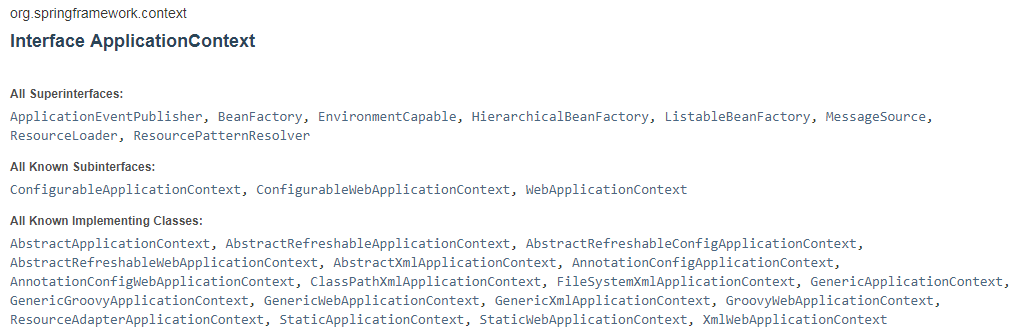 org.springframework.context
Interface ApplicationContext
All Superinterfaces:
ApplicationEventPublisher, BeanFactory, EnvironmentCapable, HierarchicalBeanFactory, ListableBeanFactory, MessageSource,
ResourceLoader, ResourcePatternResolver
All Known Subinterfaces:
ConfigurableApplicationContext, ConfigurableWebApplicationContext, WebApplicationContext
All Known Implementing Classes:
AbstractApplicationContext, AbstractRefreshableApplicationContext, AbstractRefreshableConfigApplicationContext,
AbstractRefreshableWebApplicationContext, AbstractXmlApplicationContext, AnnotationConfigApplicationContext,
AnnotationConfigWebApplicationContext, ClassPathXmlApplicationContext, FileSystemXmlApplicationContext, GenericApplicationContext,
GenericGroovyApplicationContext, GenericWebApplicationContext, GenericXmlApplicationContext, GroovyWebApplicationContext,
ResourceAdapterApplicationContext, StaticApplicationContext, StaticWebApplicationContext, XmlWebApplicationContext